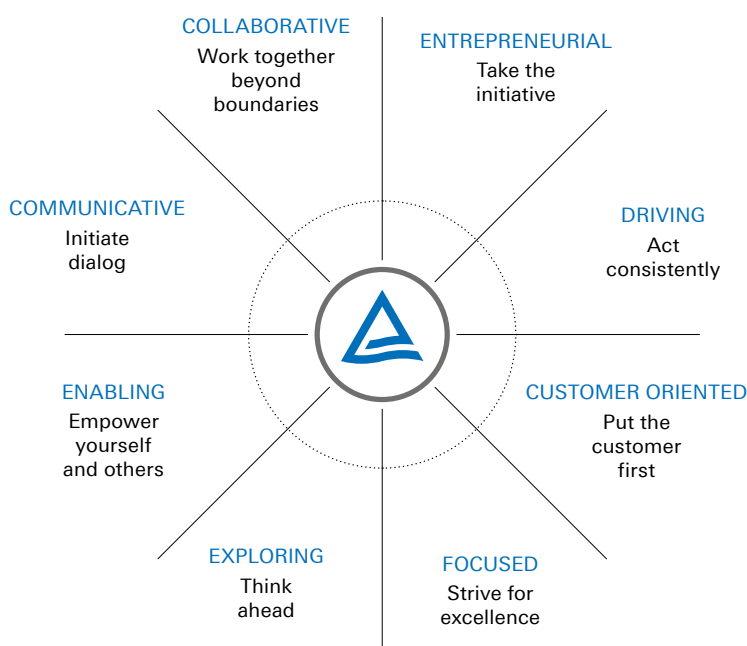 COLLABORATIVE
Work together
beyond
boundaries
ENTREPRENEURIAL
Take the
initiative
COMMUNICATIVE
Initiate
dialog
DRIVING
Act
consistently
ENABLING
Empower
yourself
and others
CUSTOMER ORIENTED
Put the
customer
first
EXPLORING
Think
ahead
FOCUSED
Strive for
excellence